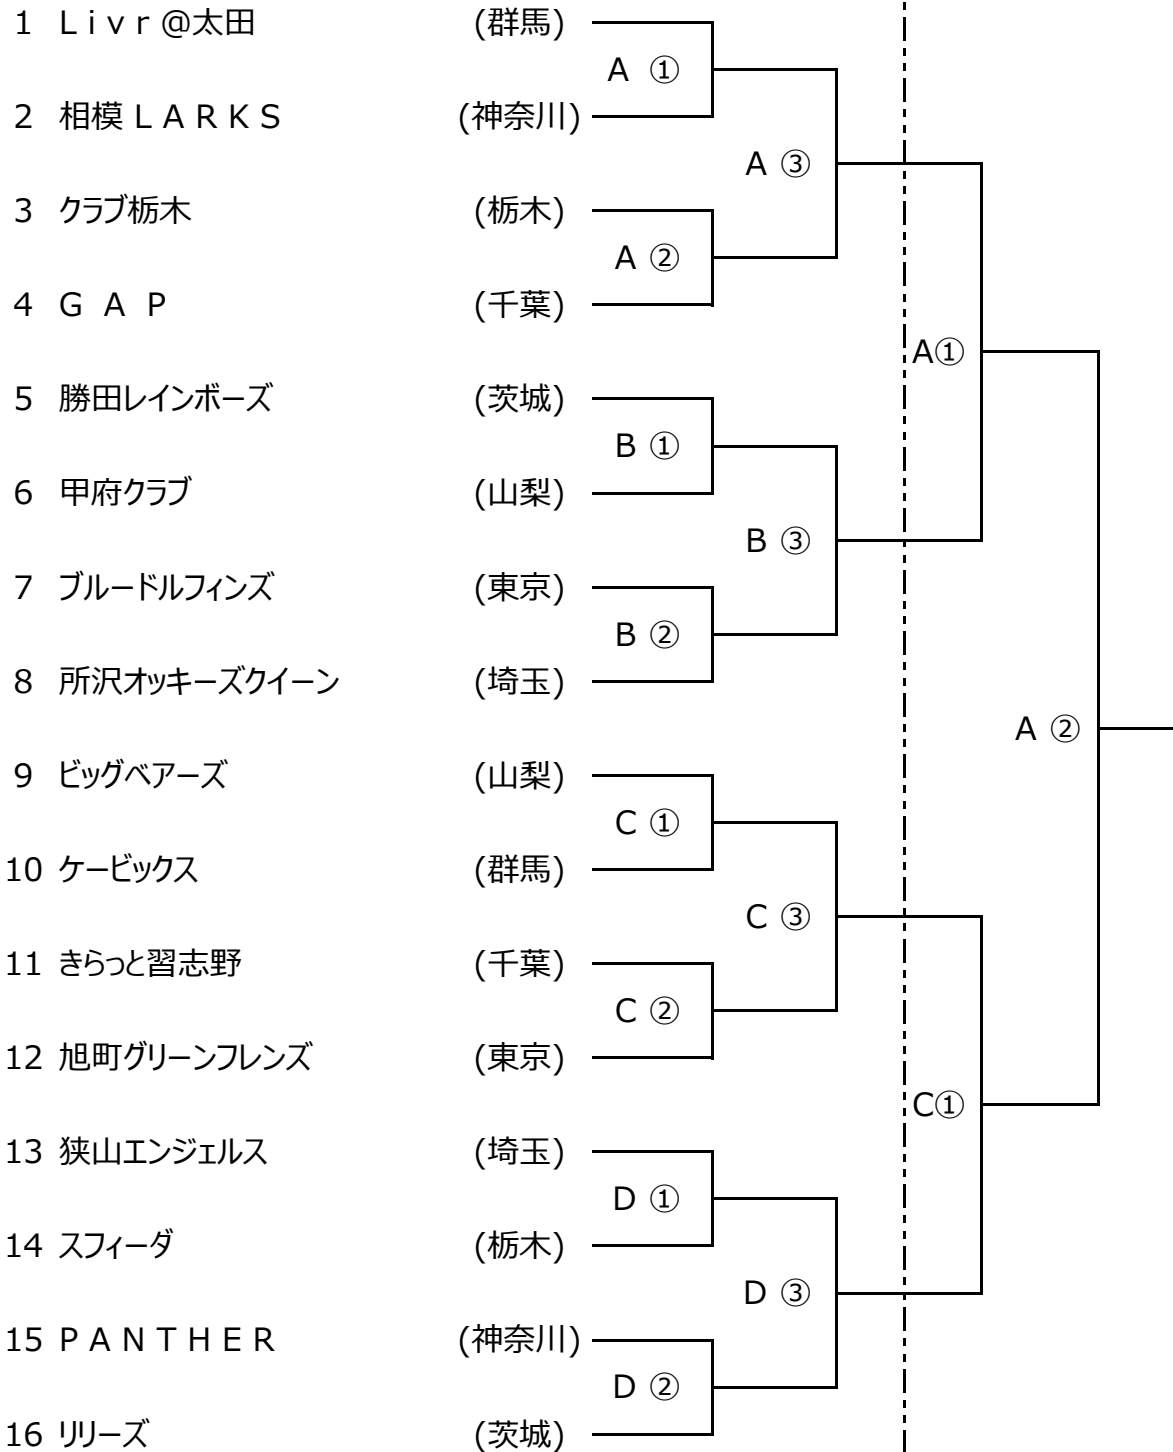 1 Ｌｉｖｒ＠太田 (群馬)
A ①
2 相模ＬＡＲＫＳ (神奈川)
A ③
3 クラブ栃木 (栃木)
A ②
4 Ｇ Ａ Ｐ (千葉)
A①
5 勝田レインボーズ (茨城)
B ①
6 甲府クラブ (山梨)
B ③
7 ブルードルフィンズ (東京)
B ②
8 所沢オッキーズクイーン (埼玉)
A ②
9 ビッグベアーズ (山梨)
C ①
10 ケービックス (群馬)
C ③
11 きらっと習志野 (千葉)
C ②
12 旭町グリーンフレンズ (東京)
C①
13 狭山エンジェルス (埼玉)
D ①
14 スフィーダ (栃木)
D ③
15 ＰＡＮＴＨＥＲ (神奈川)
D ②
16 リリーズ (茨城)